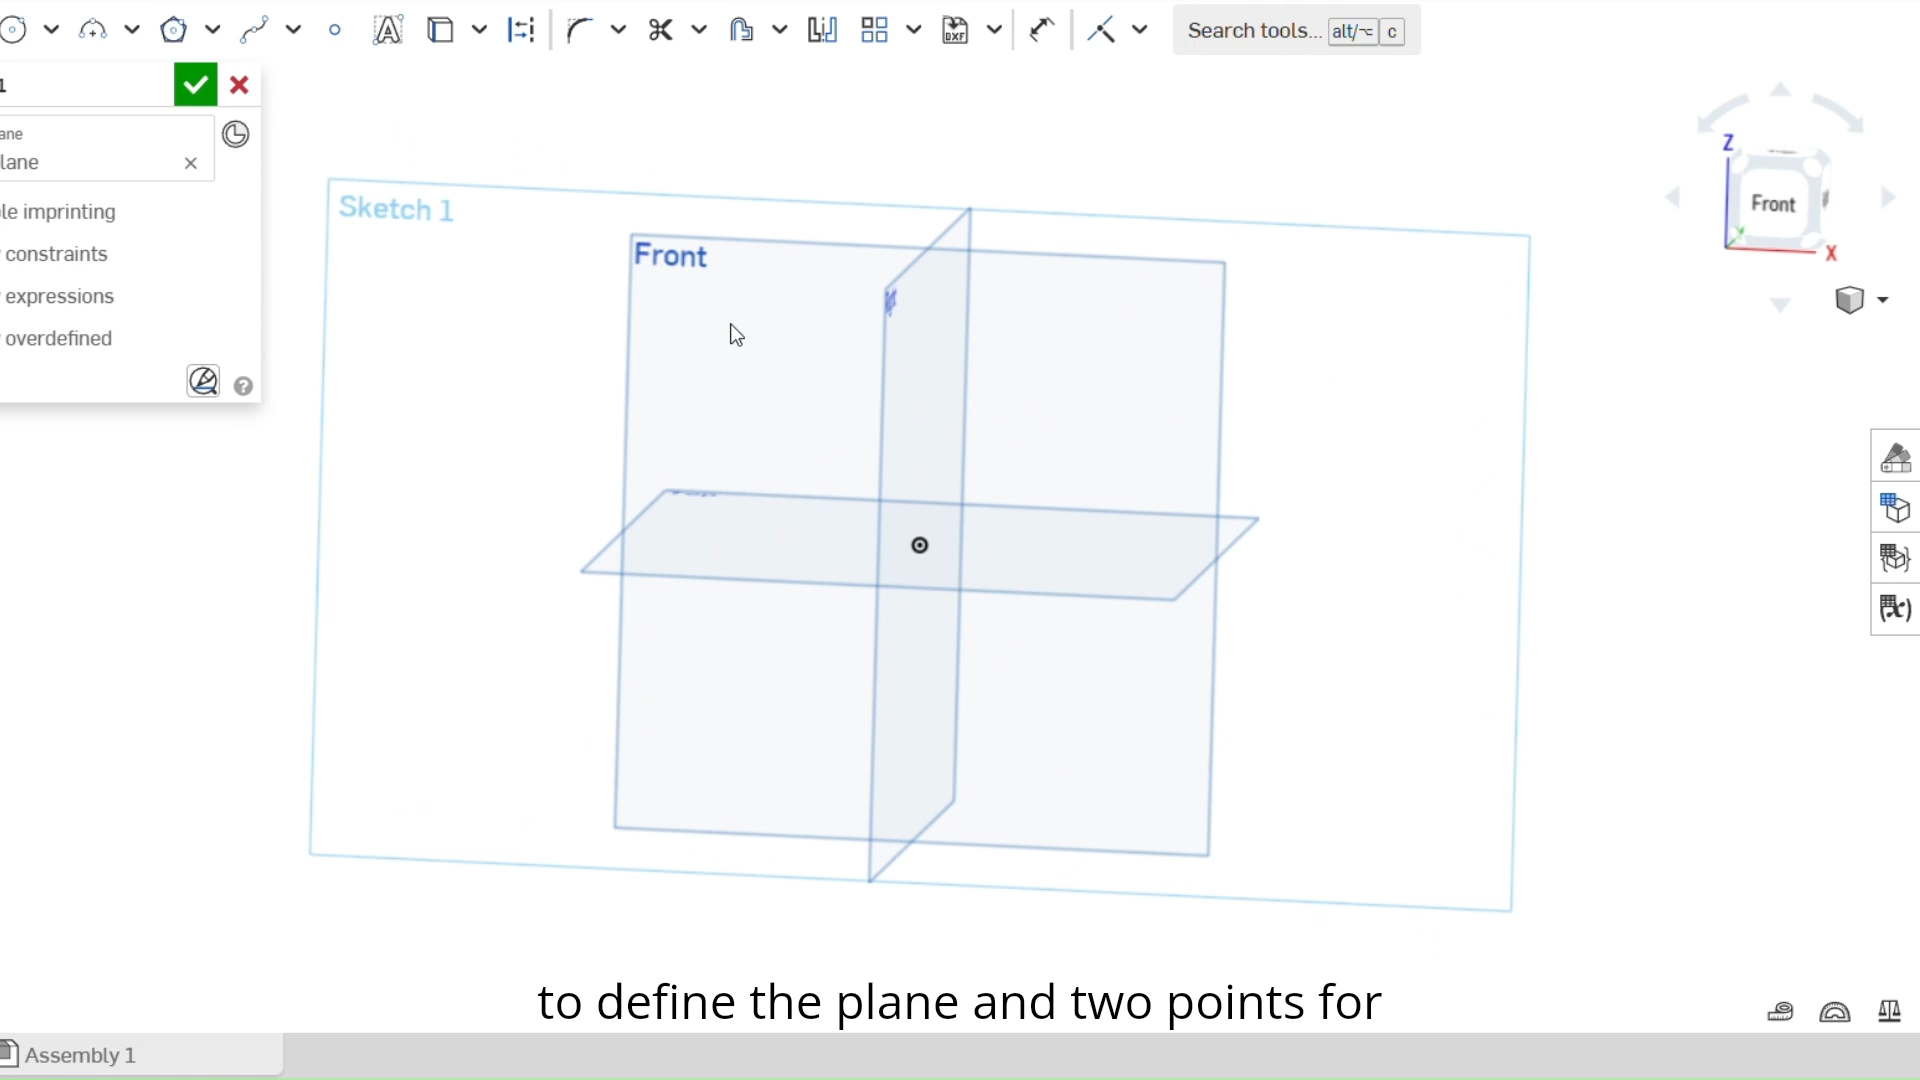 Search tools... alt/⌥ c
1
ane
lane
le imprinting
constraints
expressions
overdefined
Sketch 1
Front
Z
Front
X
to define the plane and two points for
Assembly 1